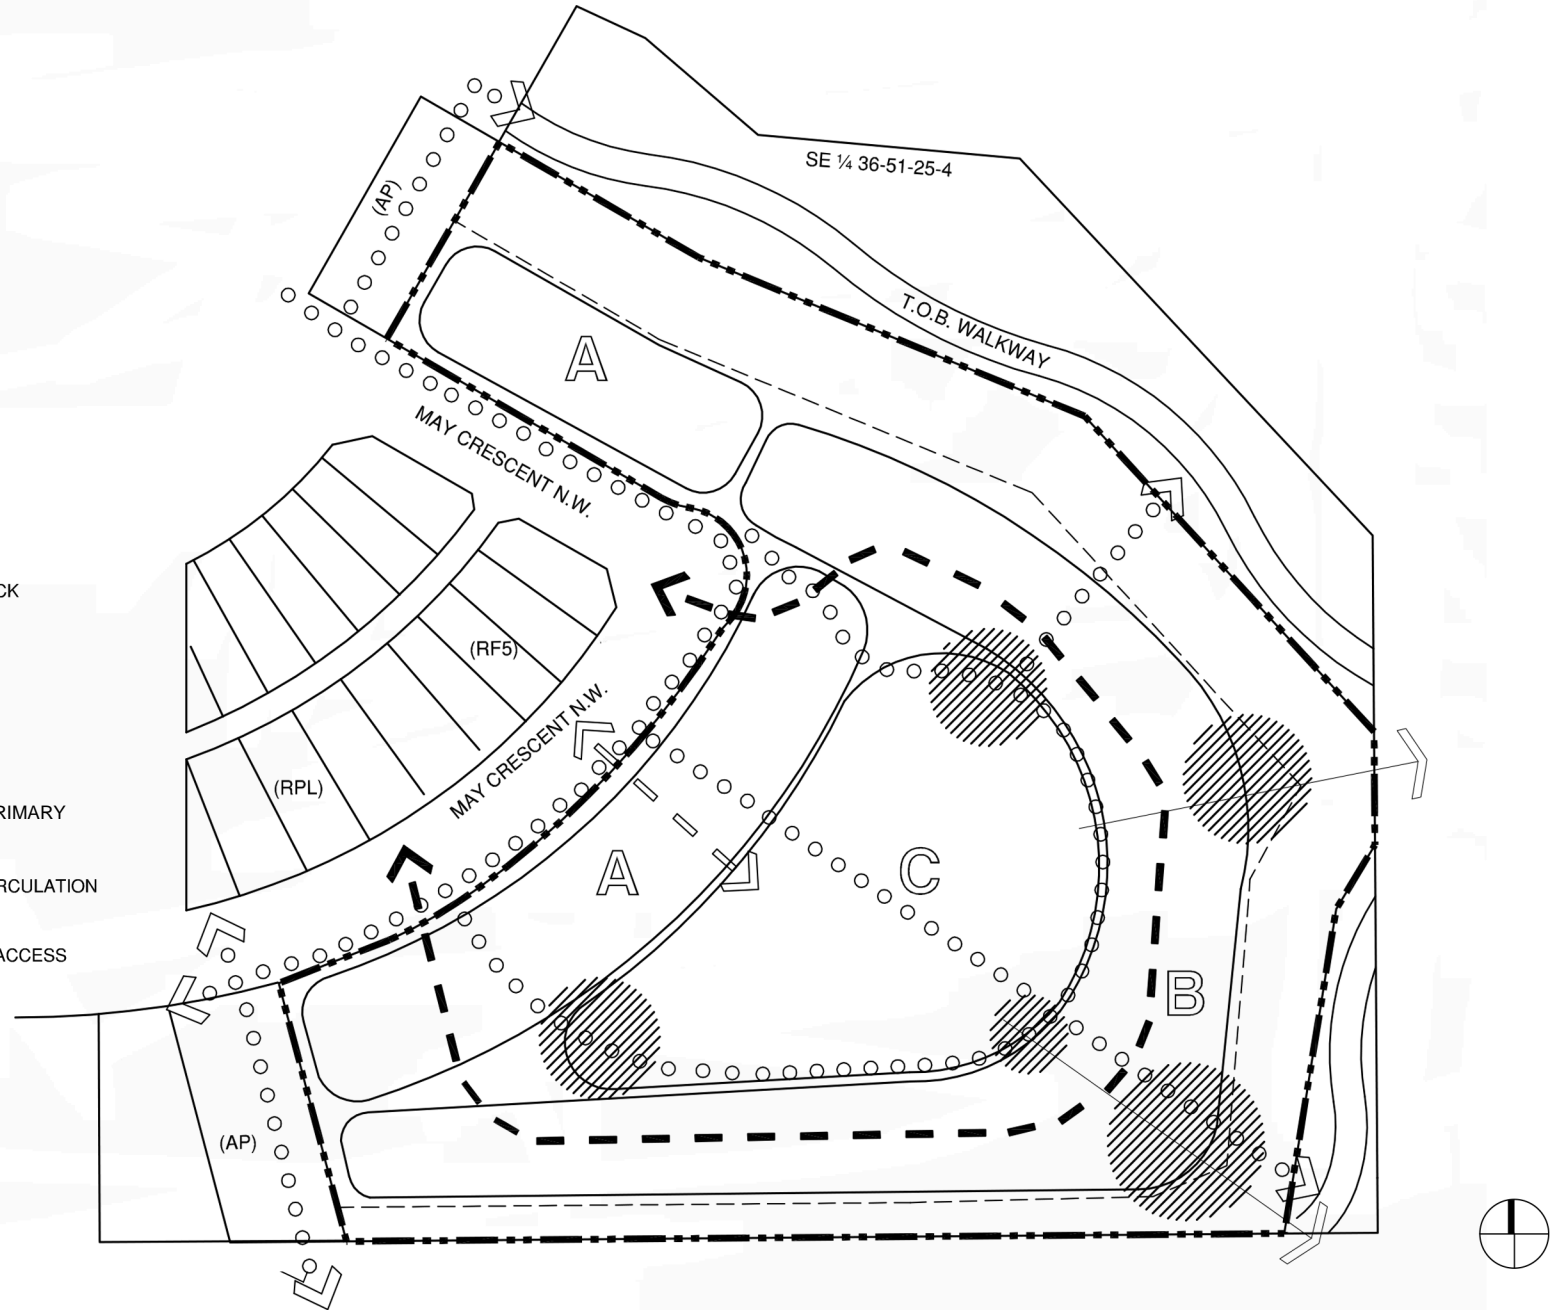 SE ¼ 36-51-25-4
(AP)
T.O.B. WALKWAY
A
MAY CRESCENT N.W.
CK
(RF5)
MAY CRESCENT N.W.
(RPL)
RIMARY
A
C
RCULATION
ACCESS
B
(AP)